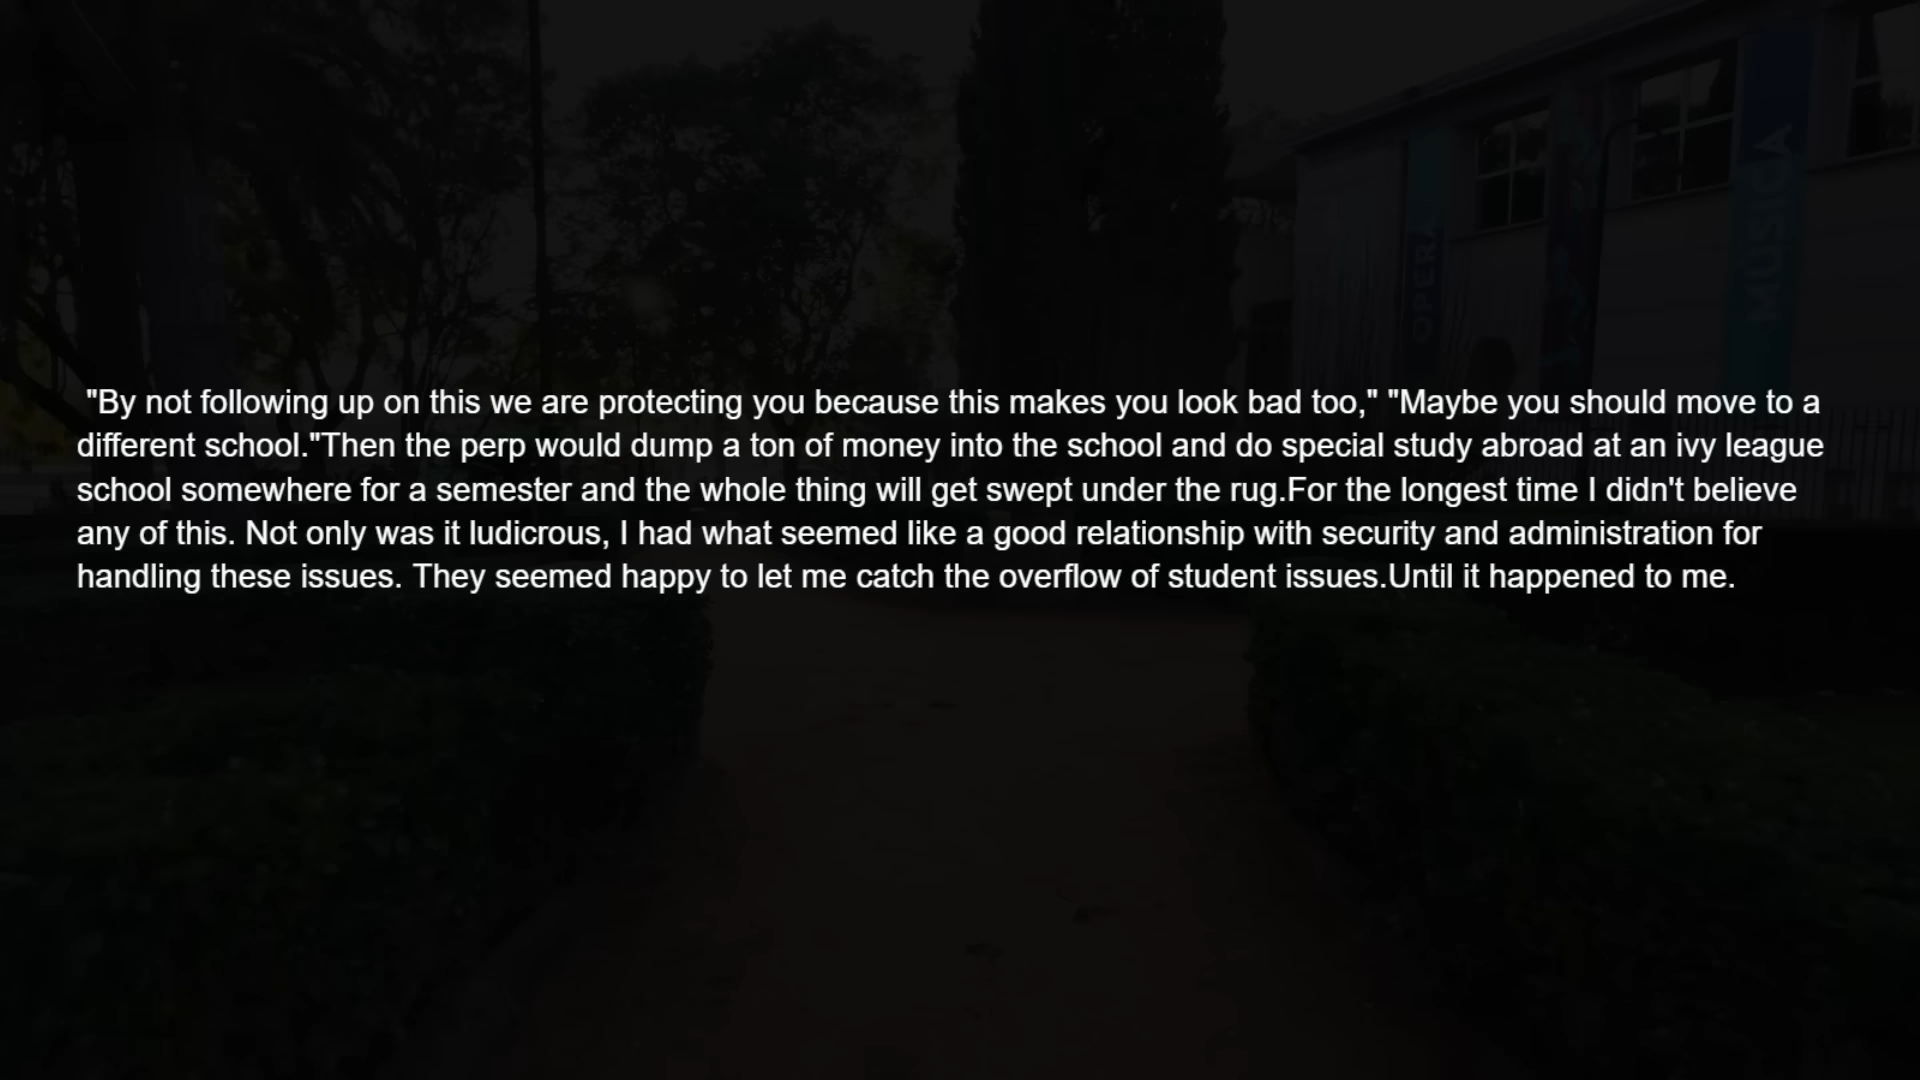 "By not following up on this we are protecting you because this makes you look bad too," "Maybe you should move to a
different school."Then the perp would dump a ton of money into the school and do special study abroad at an ivy league
school somewhere for a semester and the whole thing will get swept under the rug.For the longest time I didn't believe
any of this. Not only was it ludicrous, I had what seemed like a good relationship with security and administration for
handling these issues. They seemed happy to let me catch the overflow of student issues.Until it happened to me.
OPERA
MUSICA